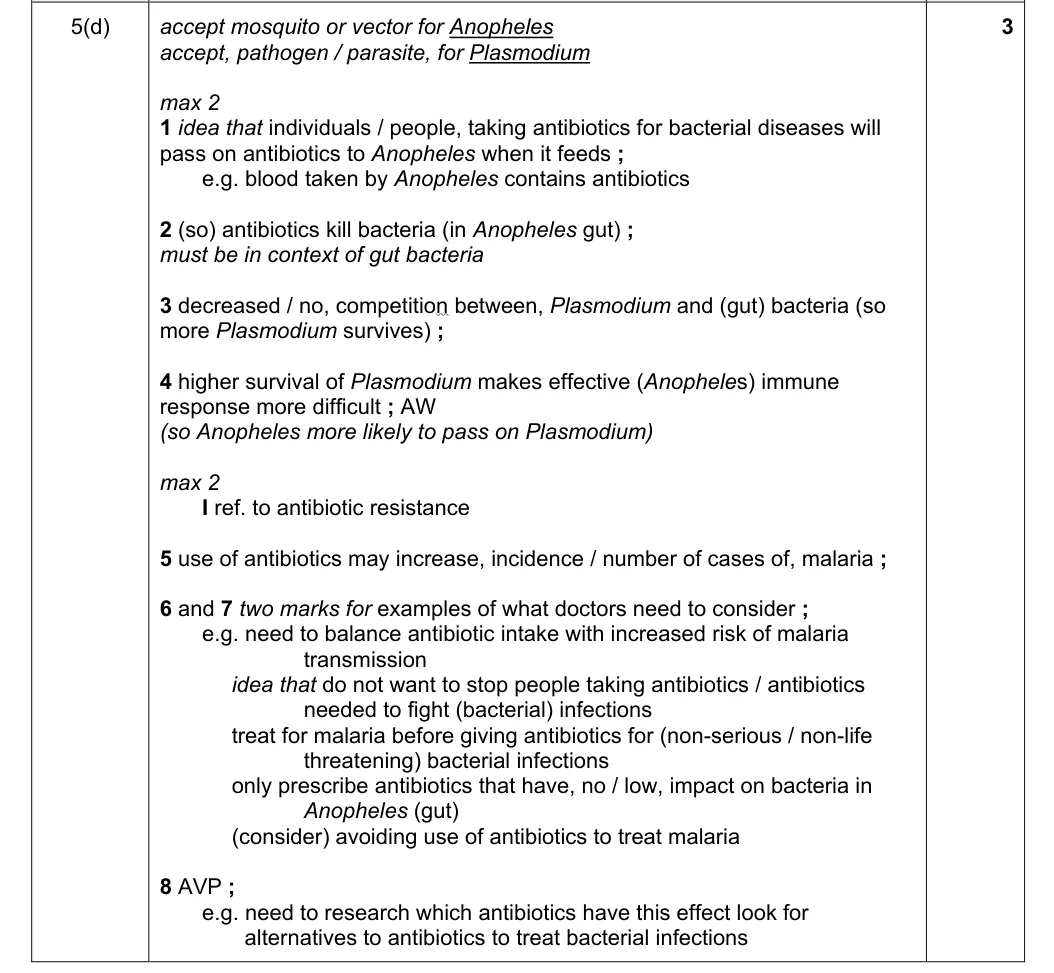 5(d) accept mosquito or vector for Anopheles 3
accept, pathogen / parasite, for Plasmodium
max 2
1 idea that individuals / people, taking antibiotics for bacterial diseases will
pass on antibiotics to Anopheles when it feeds ;
e.g. blood taken by Anopheles contains antibiotics
2 (so) antibiotics kill bacteria (in Anopheles gut) ;
must be in context of gut bacteria
3 decreased / no, competition between, Plasmodium and (gut) bacteria (so
more Plasmodium survives) ;
4 higher survival of Plasmodium makes effective (Anopheles) immune
response more difficult ; AW
(so Anopheles more likely to pass on Plasmodium)
max 2
I ref. to antibiotic resistance
5 use of antibiotics may increase, incidence / number of cases of, malaria ;
6 and 7 two marks for examples of what doctors need to consider ;
e.g. need to balance antibiotic intake with increased risk of malaria
transmission
idea that do not want to stop people taking antibiotics / antibiotics
needed to fight (bacterial) infections
treat for malaria before giving antibiotics for (non-serious / non-life
threatening) bacterial infections
only prescribe antibiotics that have, no / low, impact on bacteria in
Anopheles (gut)
(consider) avoiding use of antibiotics to treat malaria
8 AVP ;
e.g. need to research which antibiotics have this effect look for
alternatives to antibiotics to treat bacterial infections